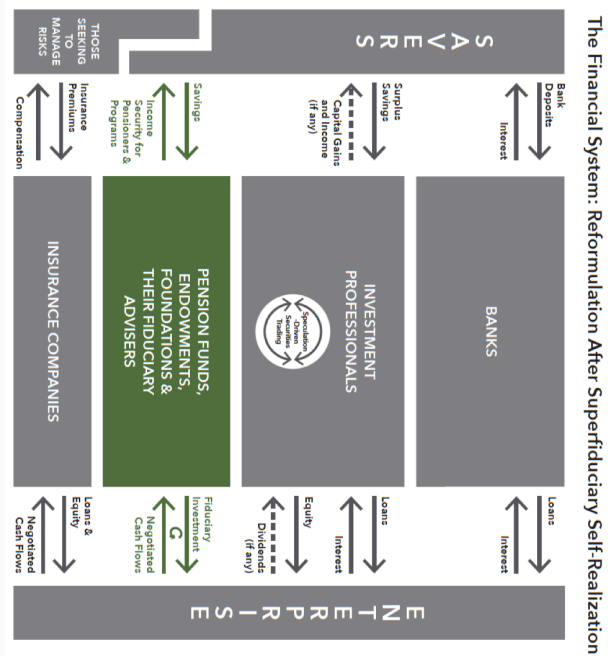 The Financial System: Reformulation After Superfiduciary Self-Realization
SAVERS
Bank
Deposits
Interest
BANKS
Loans
Interest
ENTERPRISE
Surplus
Savings
Capital Gains
and Income
(if any)
INVESTMENT
PROFESSIONALS
Speculation
-Driven
Securities
Trading
Loans
Interest
Equity
Dividends
(if any)
Savings
Income
Security for
Pensioners &
Programs
PENSION FUNDS,
ENDOWMENTS,
FOUNDATIONS &
THEIR FIDUCIARY
ADVISERS
Fiduciary
Investment
G
Negotiated
Cash Flows
THOSE
SEEKING
TO
MANAGE
RISKS
Insurance
Premiums
Compensation
INSURANCE COMPANIES
Loans &
Equity
Negotiated
Cash Flows